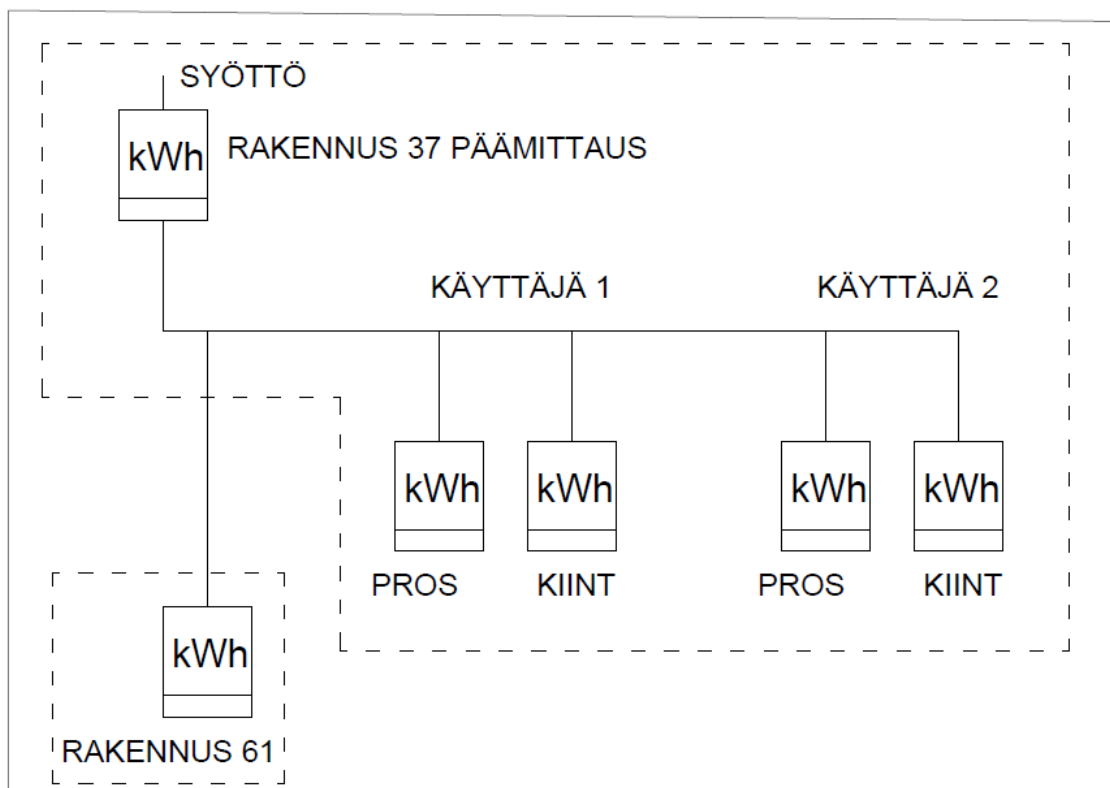 SYÖTTÖ
kWh
RAKENNUS 37 PÄÄMITTAUS
KÄYTTÄJÄ 1
KÄYTTÄJÄ 2
kWh
kWh
kWh
kWh
PROS
KIINT
PROS
KIINT
kWh
RAKENNUS 61